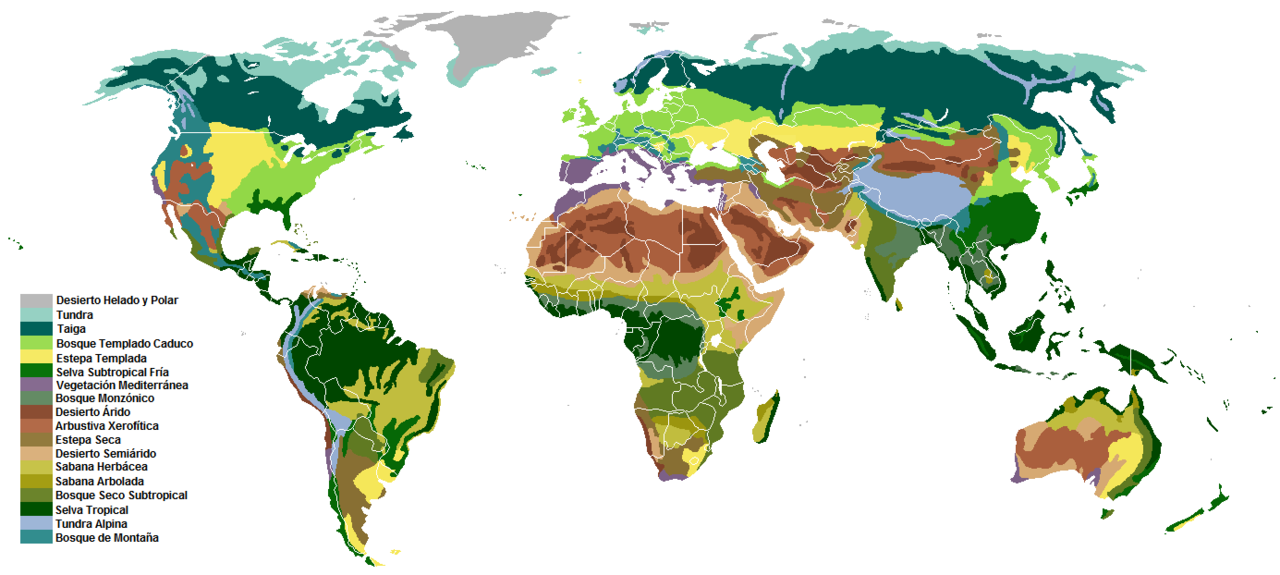 Desierto Helado y Polar
Tundra
Taiga
Bosque Templado Caduco
Estepa Templada
Selva Subtropical Fría
Vegetación Mediterránea
Bosque Monzónico
Desierto Árido
Arbustiva Xerofítica
Estepa Seca
Desierto Semiárido
Sabana Herbácea
Sabana Arbolada
Bosque Seco Subtropical
Selva Tropical
Tundra Alpina
Bosque de Montaña